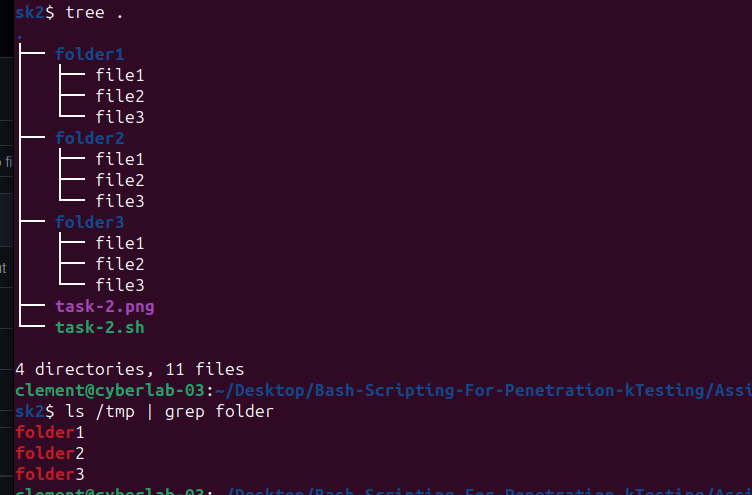 sk2$ tree .
.
├── folder1
│   ├── file1
│   ├── file2
│   └── file3
├── folder2
│   ├── file1
│   ├── file2
│   └── file3
├── folder3
│   ├── file1
│   ├── file2
│   └── file3
├── task-2.png
└── task-2.sh
4 directories, 11 files
clement@cyberlab-03:~/Desktop/Bash-Scripting-For-Penetration-kTesting/Assi
sk2$ ls /tmp | grep folder
folder1
folder2
folder3
clement@cyberlab-03:~/Desktop/Bash-Scripting-For-Penetration-kTesting/Assi